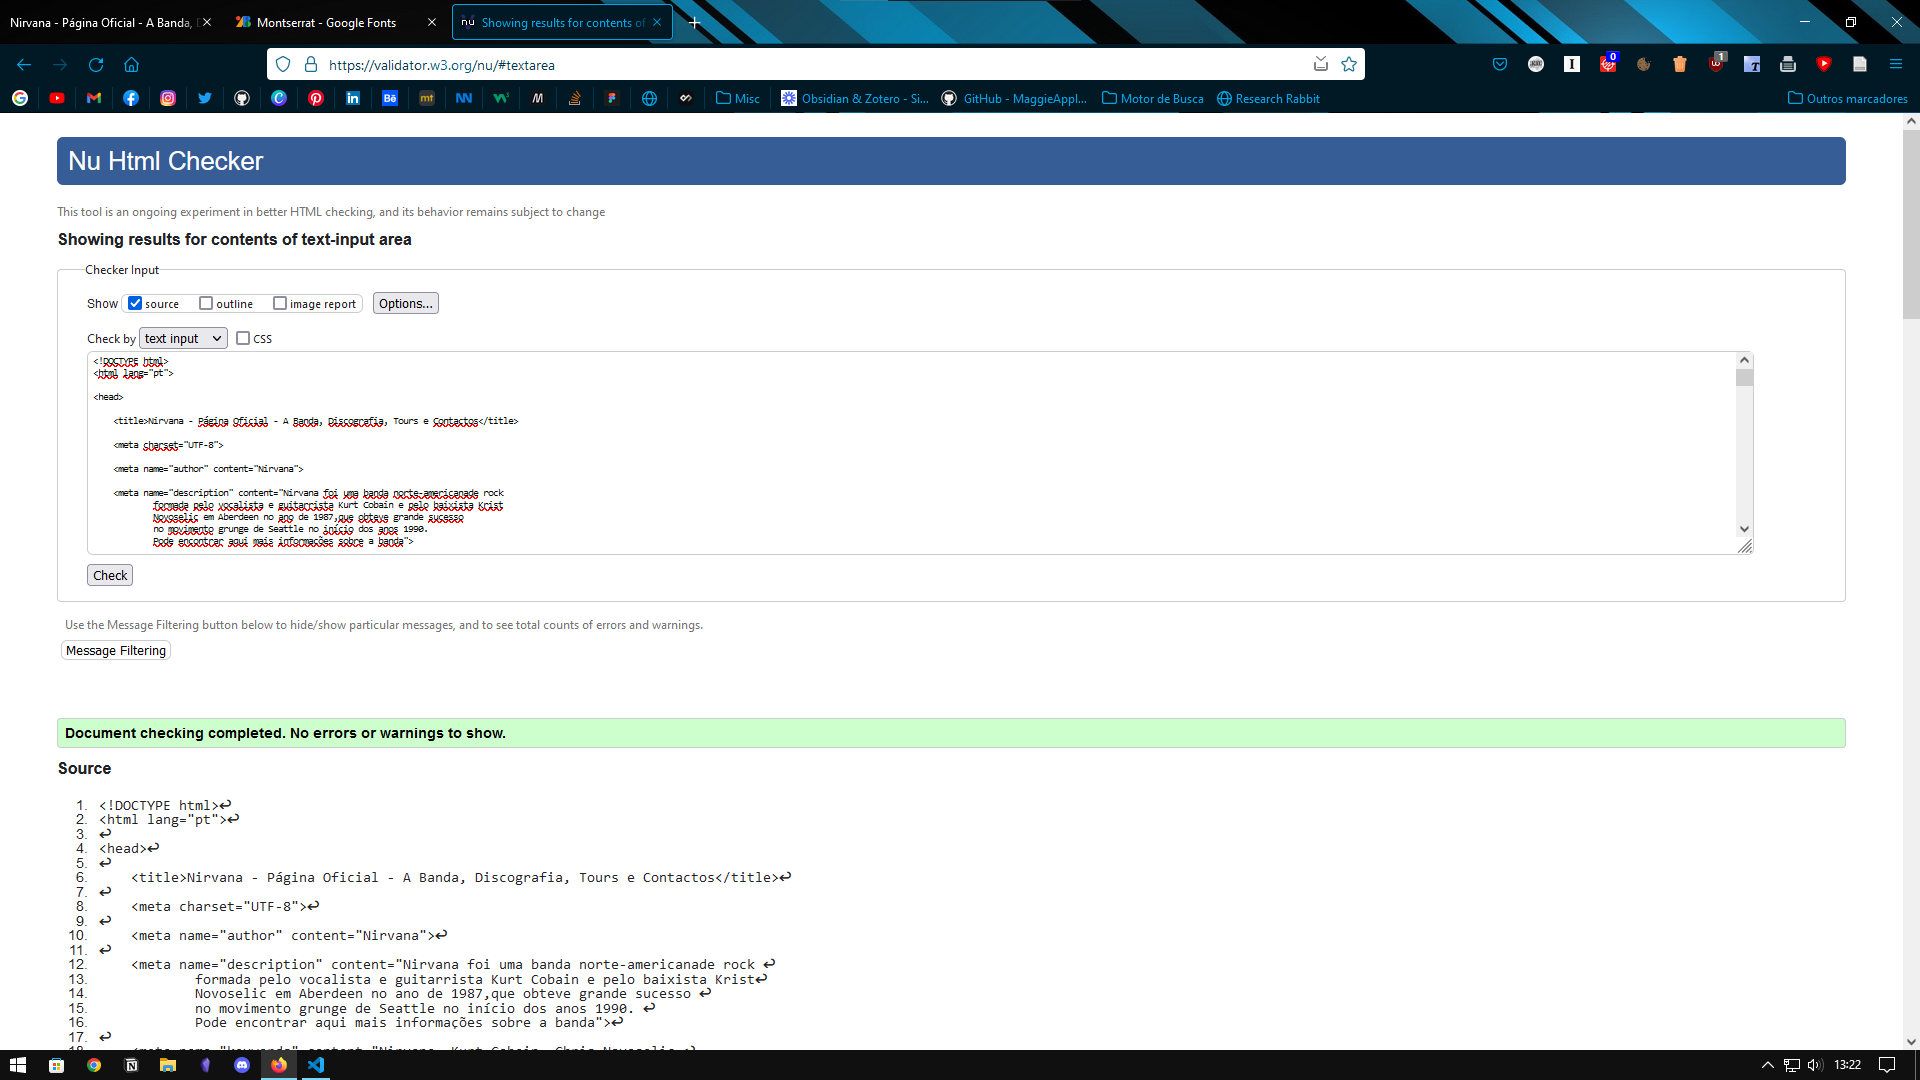 Nirvana - Página Oficial - A Banda,
Montserrat - Google Fonts
Showing results for contents of
https://validator.w3.org/nu/#textarea
Misc
Obsidian & Zotero - Si...
GitHub - MaggieAppl...
Motor de Busca
Research Rabbit
Outros marcadores
Nu Html Checker
This tool is an ongoing experiment in better HTML checking, and its behavior remains subject to change
Showing results for contents of text-input area
Checker Input
Show source outline image report Options...
Check by text input CSS
<!DOCTYPE html>
<html lang="pt">
<head>
<title>Nirvana - Página Oficial - A Banda, Discografia, Tours e Contactos</title>
<meta charset="UTF-8">
<meta name="author" content="Nirvana">
<meta name="description" content="Nirvana foi uma banda norte-americanade rock
formada pelo vocalista e guitarrista Kurt Cobain e pelo baixista Krist
Novoselic em Aberdeen no ano de 1987,que obteve grande sucesso
no movimento grunge de Seattle no início dos anos 1990.
Pode encontrar aqui mais informações sobre a banda">
Check
Use the Message Filtering button below to hide/show particular messages, and to see total counts of errors and warnings.
Message Filtering
Document checking completed. No errors or warnings to show.
Source
1. <!DOCTYPE html>↩
2. <html lang="pt">↩
3. ↩
4. <head>↩
5. ↩
6. <title>Nirvana - Página Oficial - A Banda, Discografia, Tours e Contactos</title>↩
7. ↩
8. <meta charset="UTF-8">↩
9. ↩
10. <meta name="author" content="Nirvana">↩
11. ↩
12. <meta name="description" content="Nirvana foi uma banda norte-americanade rock ↩
13. formada pelo vocalista e guitarrista Kurt Cobain e pelo baixista Krist↩
14. Novoselic em Aberdeen no ano de 1987,que obteve grande sucesso ↩
15. no movimento grunge de Seattle no início dos anos 1990. ↩
16. Pode encontrar aqui mais informações sobre a banda">↩
17. ↩
13:22